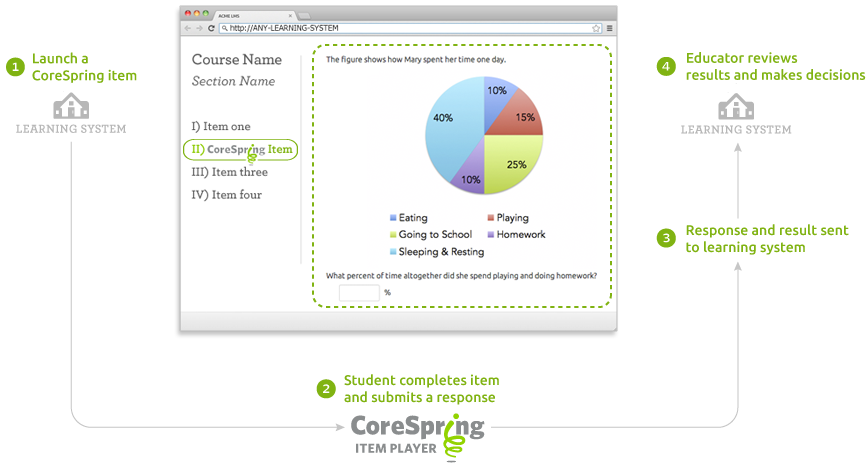 ACME LMS
http://ANY-LEARNING-SYSTEM
1 Launch a
CoreSpring item
LEARNING SYSTEM
Course Name
Section Name
I) Item one
II) CoreSpring Item
III) Item three
IV) Item four
The figure shows how Mary spent her time one day.
10%
40%
15%
25%
10%
Eating
Playing
Going to School
Homework
Sleeping & Resting
What percent of time altogether did she spend playing and doing homework?
%
4 Educator reviews
results and makes decisions
LEARNING SYSTEM
3 Response and result sent
to learning system
2 Student completes item
and submits a response
CoreSpring
ITEM PLAYER